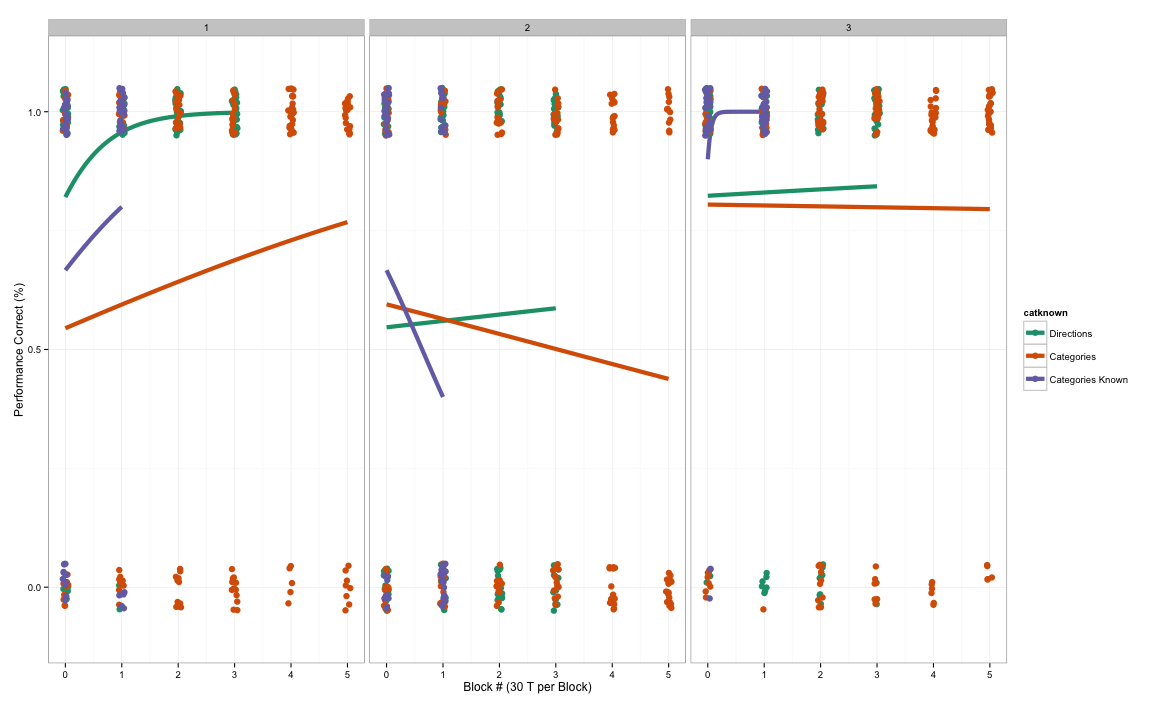 1 2 3
Performance Correct (%)
1.0
0.5
0.0
0 1 2 3 4 5 0 1 2 3 4 5 0 1 2 3 4 5
Block # (30 T per Block)
catknown
Directions
Categories
Categories Known